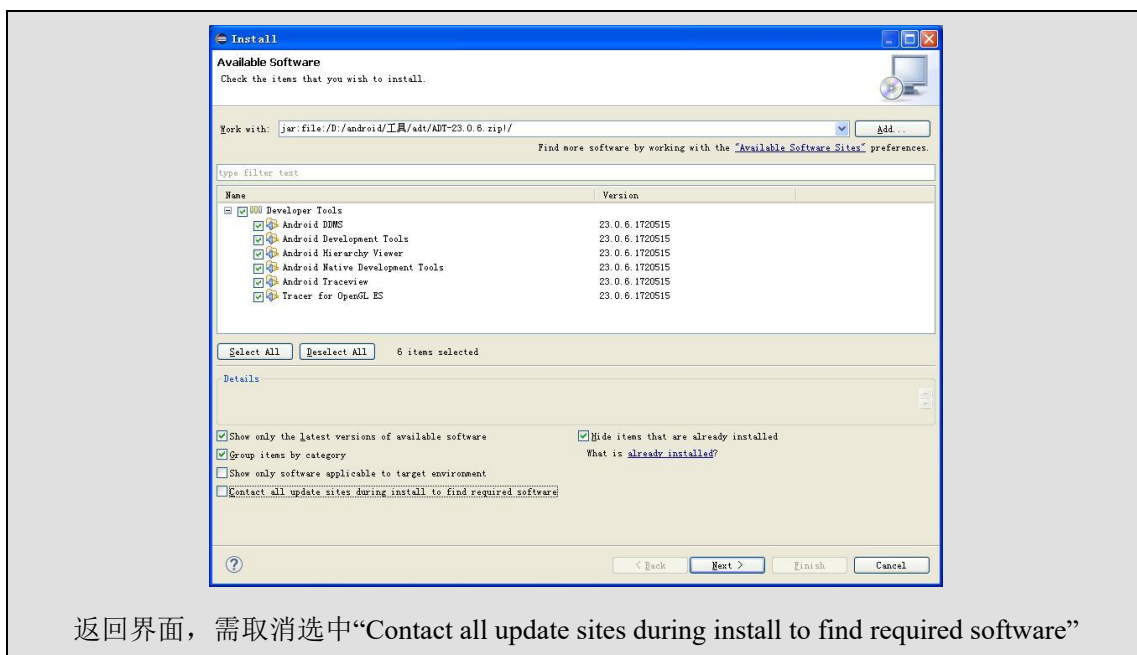 Install
Available Software
Check the items that you wish to install.
Work with: jar:file:/D:/android/工具/adt/ADT-23.0.6.zip!/ Add...
Find more software by working with the "Available Software Sites" preferences.
type filter text
Name Version
Developer Tools
Android DDMS 23.0.6.1720515
Android Development Tools 23.0.6.1720515
Android Hierarchy Viewer 23.0.6.1720515
Android Native Development Tools 23.0.6.1720515
Android Traceview 23.0.6.1720515
Tracer for OpenGL ES 23.0.6.1720515
Select All Deselect All 6 items selected
Details
Show only the latest versions of available software Hide items that are already installed
Group items by category What is already installed?
Show only software applicable to target environment
Contact all update sites during install to find required software
? < Back Next > Finish Cancel
返回界面，需取消选中“Contact all update sites during install to find required software”